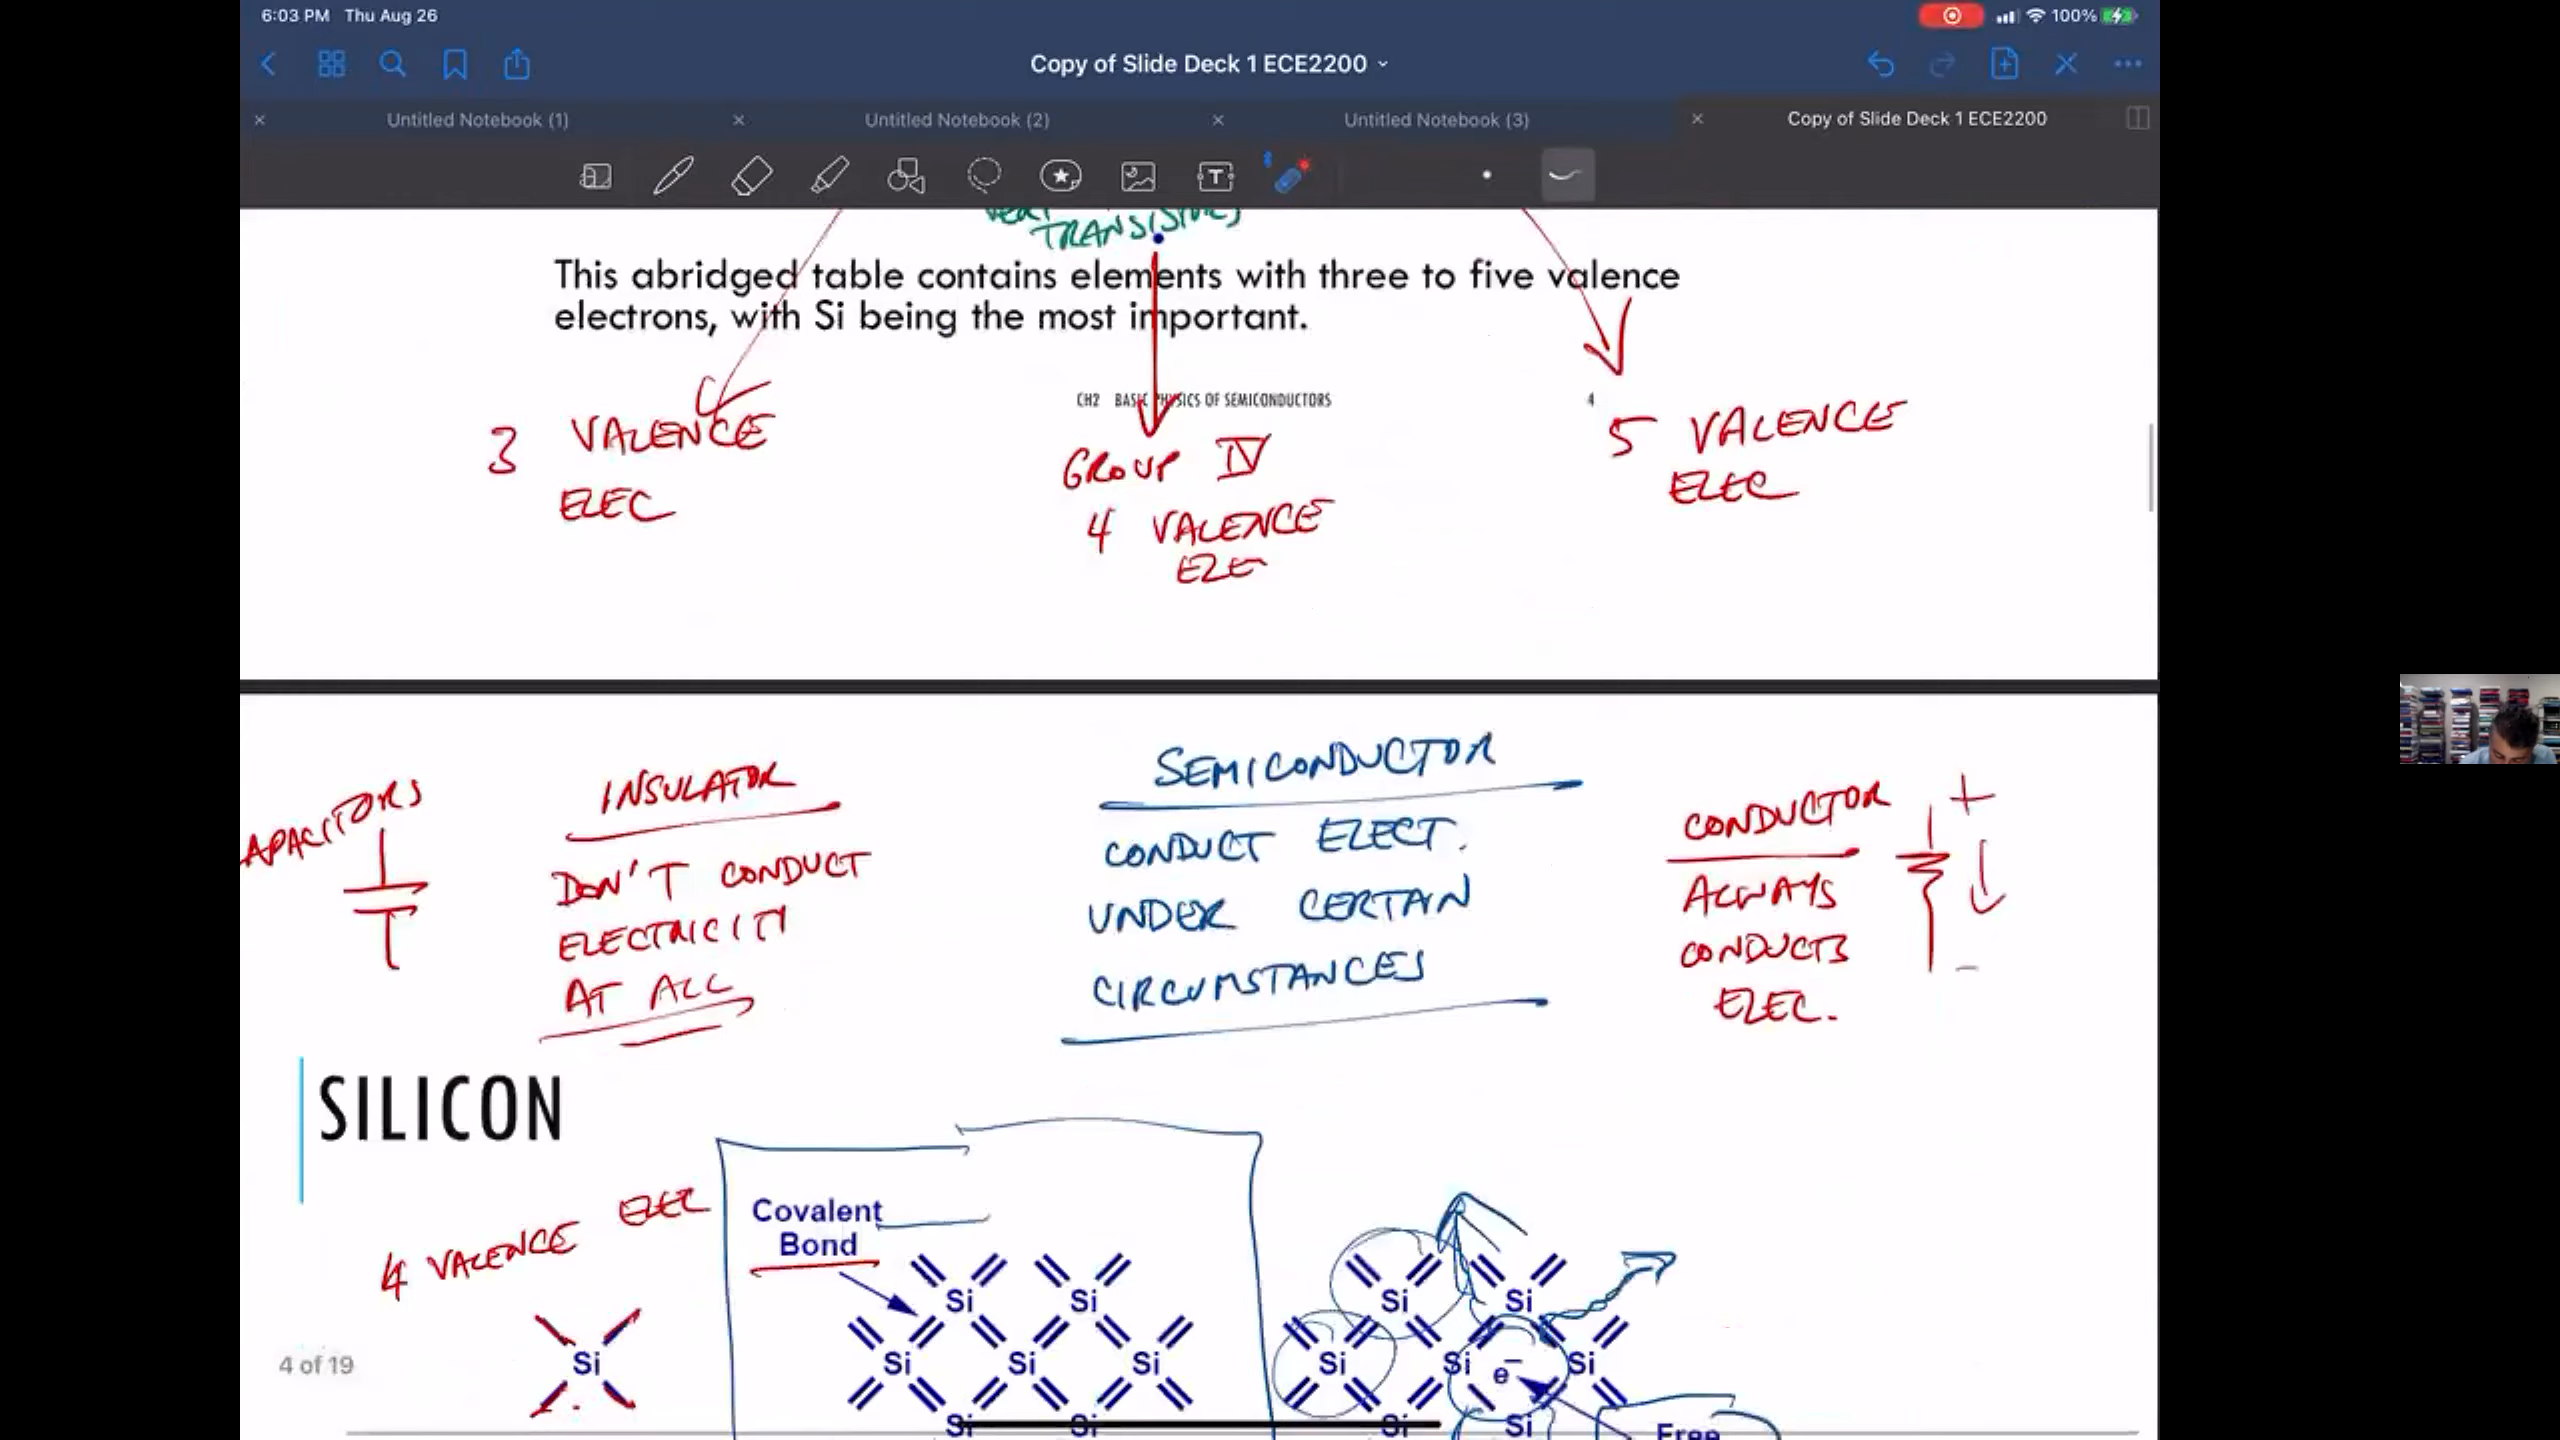 6:03 PM Thu Aug 26
100%
Copy of Slide Deck 1 ECE2200
Untitled Notebook (1)
Untitled Notebook (2)
Untitled Notebook (3)
Copy of Slide Deck 1 ECE2200
TRANSISTORS
This abridged table contains elements with three to five valence
electrons, with Si being the most important.
CH2 BASIC PHYSICS OF SEMICONDUCTORS
4
3 VALENCE
ELEC
GROUP IV
4 VALENCE
ELE
5 VALENCE
ELEC
APACITORS
INSULATOR
DON'T CONDUCT
ELECTRICITY
AT ALL
SEMICONDUCTOR
CONDUCT ELECT.
UNDER CERTAIN
CIRCUMSTANCES
CONDUCTOR
ALWAYS
CONDUCTS
ELEC.
+
-
SILICON
4 VALENCE ELEC
Si
Covalent
Bond
Si Si
Si Si Si
Si Si
Si Si
Si Si e- Si
Si Si
Free
4 of 19